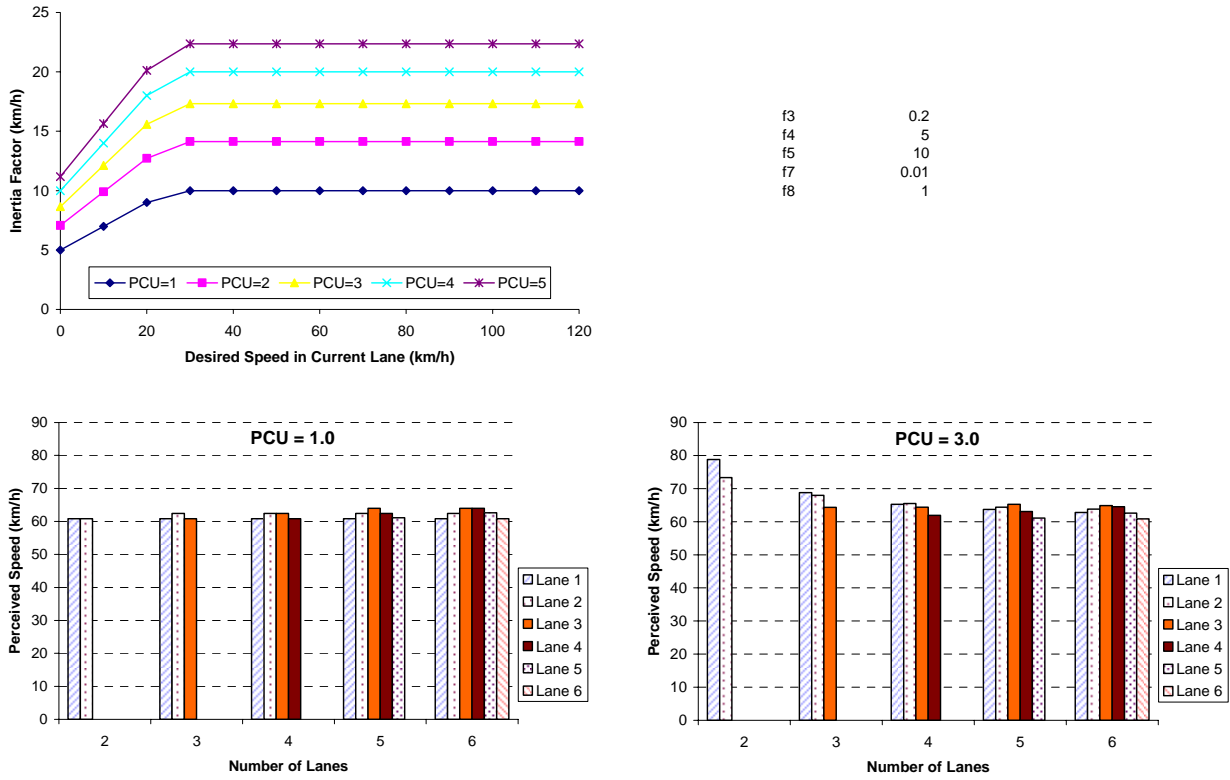 25
20
15
10
5
0
Inertia Factor (km/h)
PCU=1 PCU=2 PCU=3 PCU=4 PCU=5
0 20 40 60 80 100 120
Desired Speed in Current Lane (km/h)
f3 0.2
f4 5
f5 10
f7 0.01
f8 1
90
80
70
60
50
40
30
20
10
0
Perceived Speed (km/h)
PCU = 1.0
2 3 4 5 6
Number of Lanes
Lane 1
Lane 2
Lane 3
Lane 4
Lane 5
Lane 6
90
80
70
60
50
40
30
20
10
0
Perceived Speed (km/h)
PCU = 3.0
2 3 4 5 6
Number of Lanes
Lane 1
Lane 2
Lane 3
Lane 4
Lane 5
Lane 6